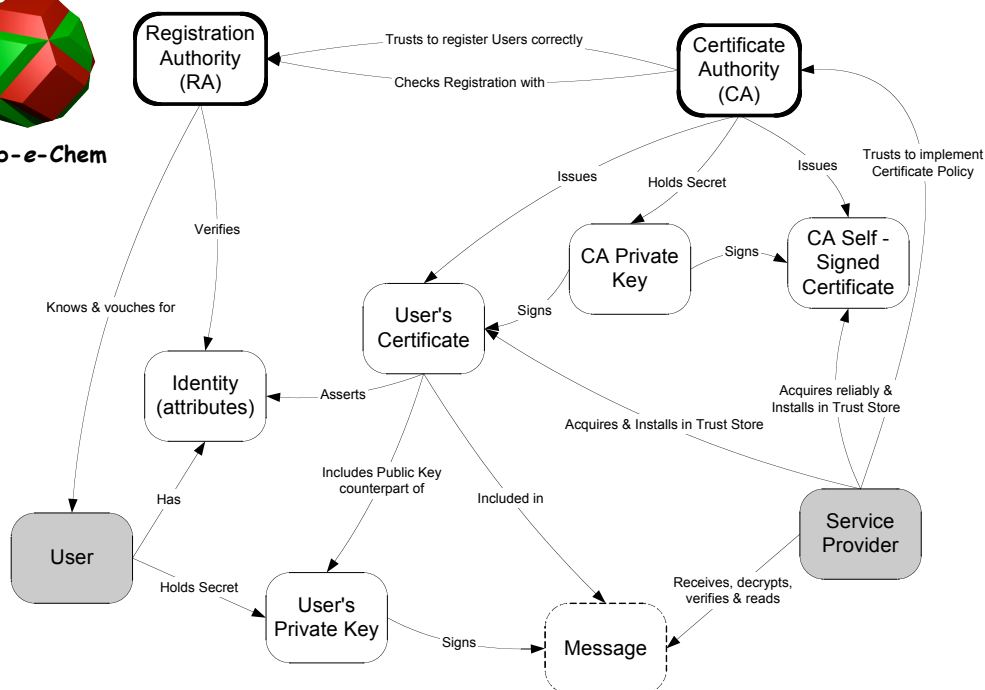 Registration
Authority
(RA)
Trusts to register Users correctly
Checks Registration with
Certificate
Authority
(CA)
o-e-Chem
Trusts to implement
Certificate Policy
Issues
Holds Secret
Issues
Verifies
CA Private
Key
Signs
CA Self -
Signed
Certificate
Knows & vouches for
User's
Certificate
Signs
Identity
(attributes)
Asserts
Acquires & Installs in Trust Store
Acquires reliably &
Installs in Trust Store
Includes Public Key
counterpart of
Included in
Has
User
Service
Provider
Holds Secret
User's
Private Key
Signs
Message
Receives, decrypts,
verifies & reads